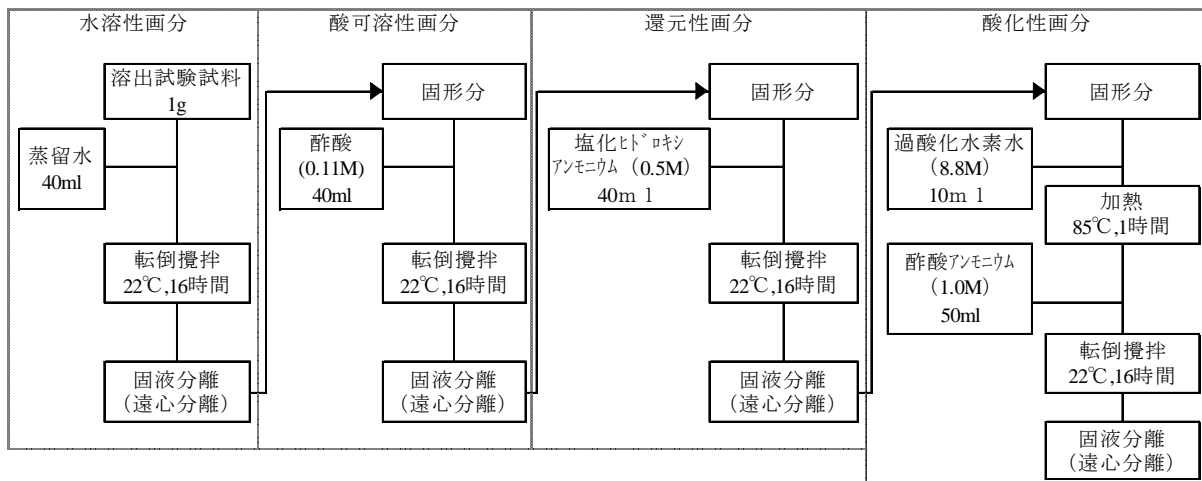 水溶性画分
溶出試験試料
1g
蒸留水
40ml
転倒攪拌
22℃,16時間
固液分離
(遠心分離)
酸可溶性画分
固形分
酢酸
(0.11M)
40ml
転倒攪拌
22℃,16時間
固液分離
(遠心分離)
還元性画分
固形分
塩化ﾋﾄﾞﾛｷｼ
ｱﾝﾓﾆｳﾑ（0.5M）
40ｍｌ
転倒攪拌
22℃,16時間
固液分離
(遠心分離)
酸化性画分
固形分
過酸化水素水
(8.8M)
10ｍｌ
加熱
85℃,1時間
酢酸ｱﾝﾓﾆｳﾑ
(1.0M)
50ml
転倒攪拌
22℃,16時間
固液分離
(遠心分離)